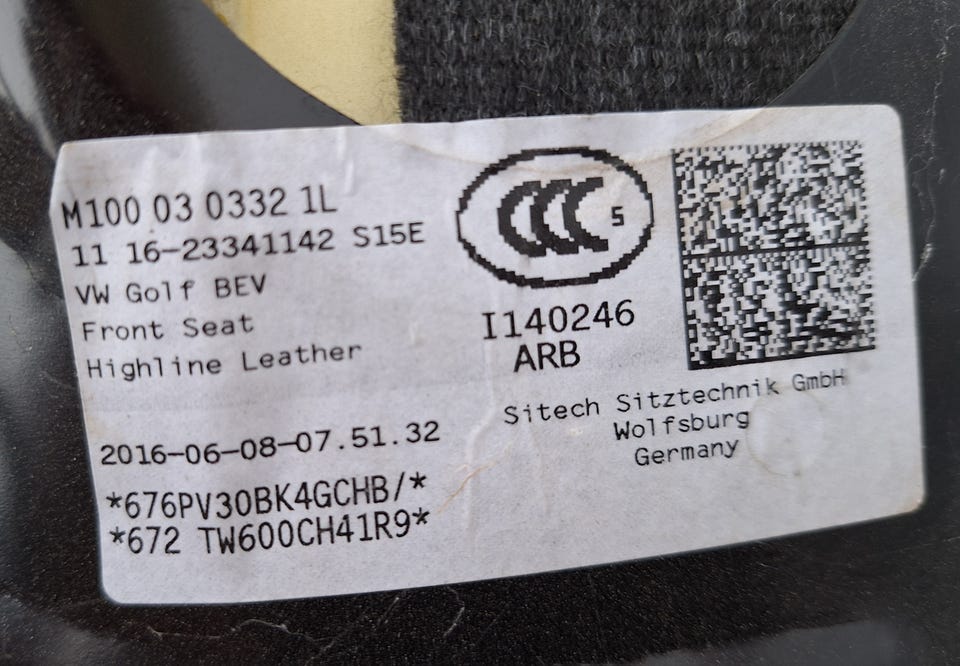 M100 03 0332 1L
11 16-23341142 S15E
VW Golf BEV
Front Seat
Highline Leather
2016-06-08-07.51.32
*676PV30BK4GCHB/*
*672 TW600CH41R9*
CCC S
I140246
ARB
Sitech Sitztechnik GmbH
Wolfsburg
Germany